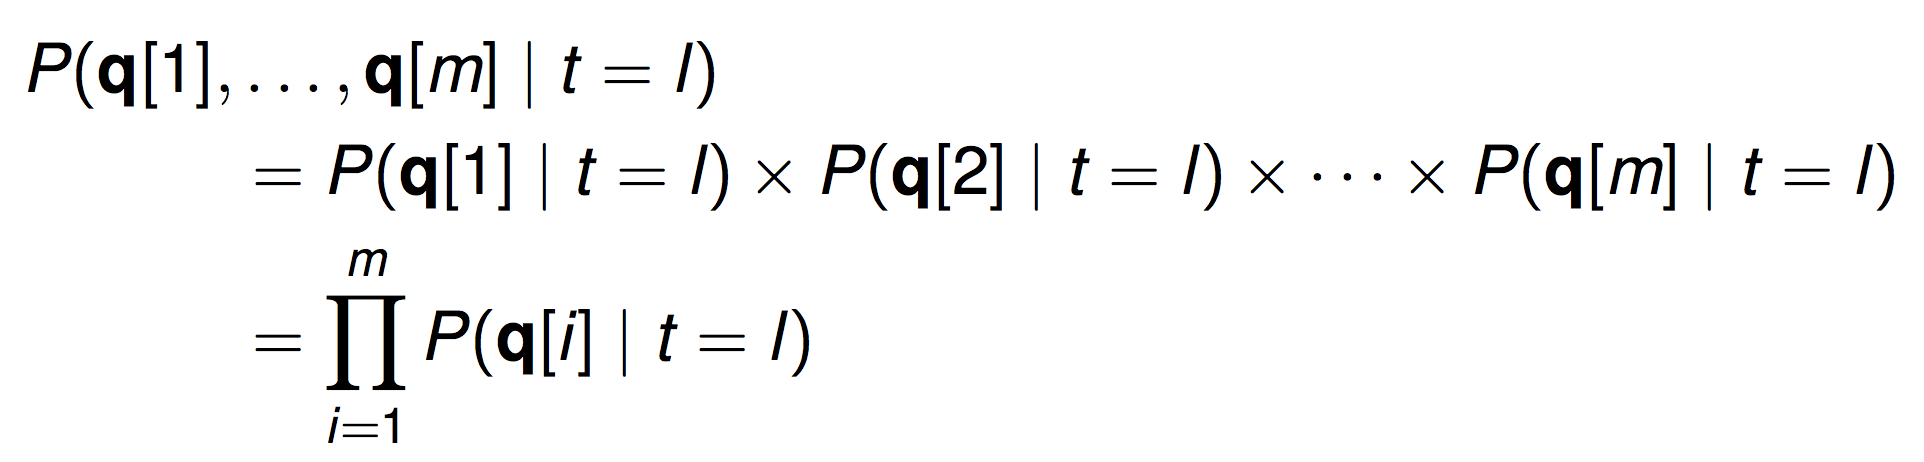 P(q[1], . . . , q[m] | t = l)
= P(q[1] | t = l) × P(q[2] | t = l) × · · · × P(q[m] | t = l)
= ∏_{i=1}^{m} P(q[i] | t = l)